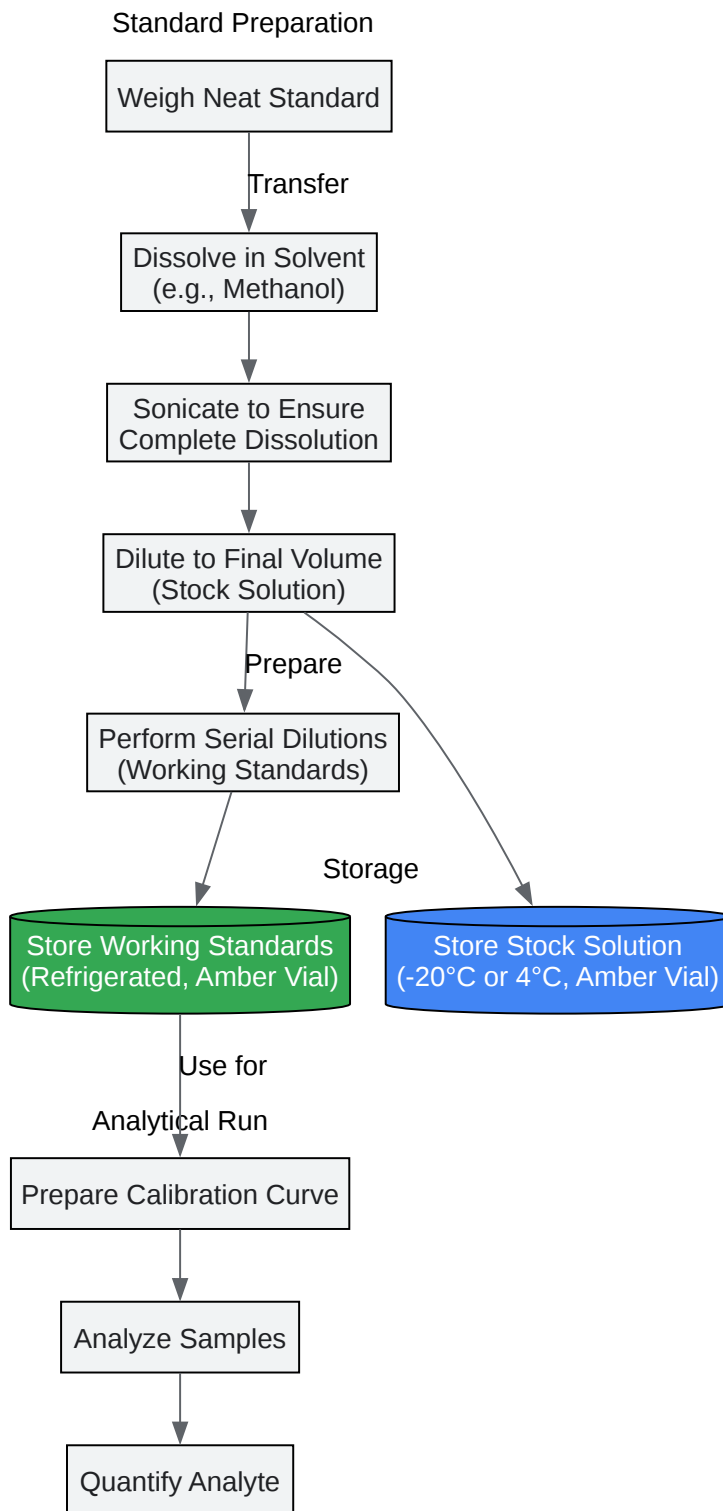 Standard Preparation
Weigh Neat Standard
Transfer
Dissolve in Solvent
(e.g., Methanol)
Sonicate to Ensure
Complete Dissolution
Dilute to Final Volume
(Stock Solution)
Prepare
Perform Serial Dilutions
(Working Standards)
Storage
Store Working Standards
(Refrigerated, Amber Vial)
Store Stock Solution
(-20°C or 4°C, Amber Vial)
Use for
Analytical Run
Prepare Calibration Curve
Analyze Samples
Quantify Analyte